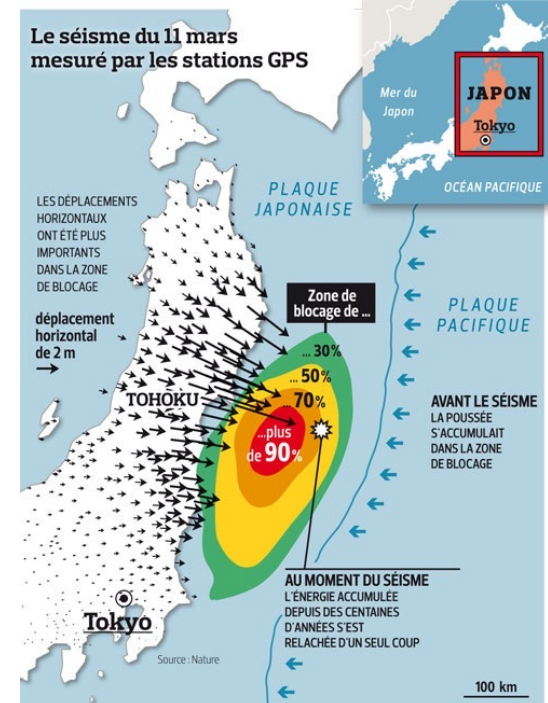 Le séisme du 11 mars
mesuré par les stations GPS
Mer du
Japon
JAPON
Tokyo
OCÉAN PACIFIQUE
LES DÉPLACEMENTS
HORIZONTAUX
ONT ÉTÉ PLUS
IMPORTANTS
DANS LA ZONE
DE BLOCAGE
déplacement
horizontal
de 2 m
PLAQUE
JAPONAISE
Zone de
blocage de ...
... 30%
... 50%
... 70%
...plus
de 90%
TOHOKU
PLAQUE
PACIFIQUE
AVANT LE SÉISME
LA POUSSÉE
S'ACCUMULAIT
DANS LA ZONE
DE BLOCAGE
AU MOMENT DU SÉISME
L'ÉNERGIE ACCUMULÉE
DEPUIS DES CENTAINES
D'ANNÉES S'EST
RELACHÉE D'UN SEUL COUP
Tokyo
Source : Nature
100 km